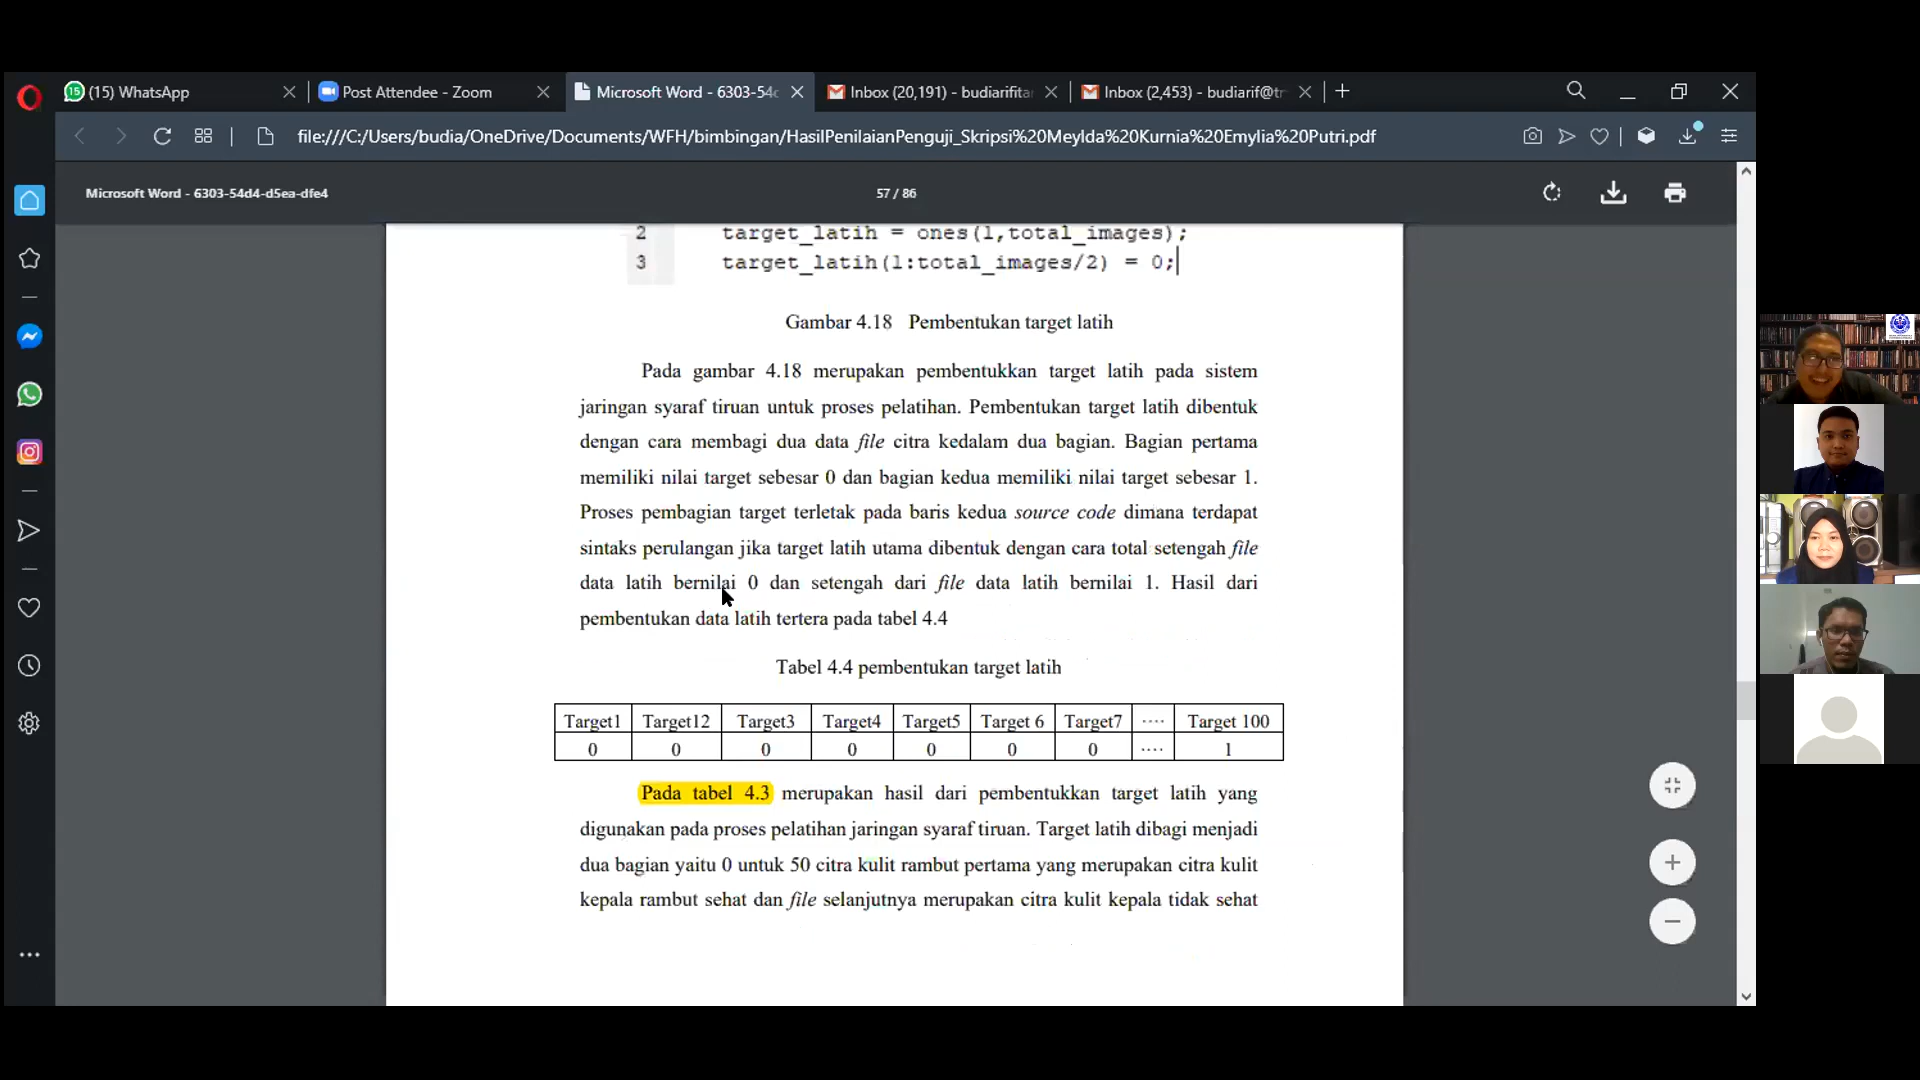 (15) WhatsApp
Post Attendee - Zoom
Microsoft Word - 6303-54
Inbox (20,191) - budiarifita
Inbox (2,453) - budiarif@tr
file:///C:/Users/budia/OneDrive/Documents/WFH/bimbingan/HasilPenilaianPenguji_Skripsi%20Meylda%20Kurnia%20Emylia%20Putri.pdf
Microsoft Word - 6303-54d4-d5ea-dfe4
57 / 86
2 target_latih = ones(1,total_images);
3 target_latih(1:total_images/2) = 0;
Gambar 4.18 Pembentukan target latih
Pada gambar 4.18 merupakan pembentukkan target latih pada sistem
jaringan syaraf tiruan untuk proses pelatihan. Pembentukan target latih dibentuk
dengan cara membagi dua data file citra kedalam dua bagian. Bagian pertama
memiliki nilai target sebesar 0 dan bagian kedua memiliki nilai target sebesar 1.
Proses pembagian target terletak pada baris kedua source code dimana terdapat
sintaks perulangan jika target latih utama dibentuk dengan cara total setengah file
data latih bernilai 0 dan setengah dari file data latih bernilai 1. Hasil dari
pembentukan data latih tertera pada tabel 4.4
Tabel 4.4 pembentukan target latih
Target1 Target12 Target3 Target4 Target5 Target 6 Target7 .... Target 100
0 0 0 0 0 0 0 .... 1
Pada tabel 4.3 merupakan hasil dari pembentukkan target latih yang
digunakan pada proses pelatihan jaringan syaraf tiruan. Target latih dibagi menjadi
dua bagian yaitu 0 untuk 50 citra kulit rambut pertama yang merupakan citra kulit
kepala rambut sehat dan file selanjutnya merupakan citra kulit kepala tidak sehat